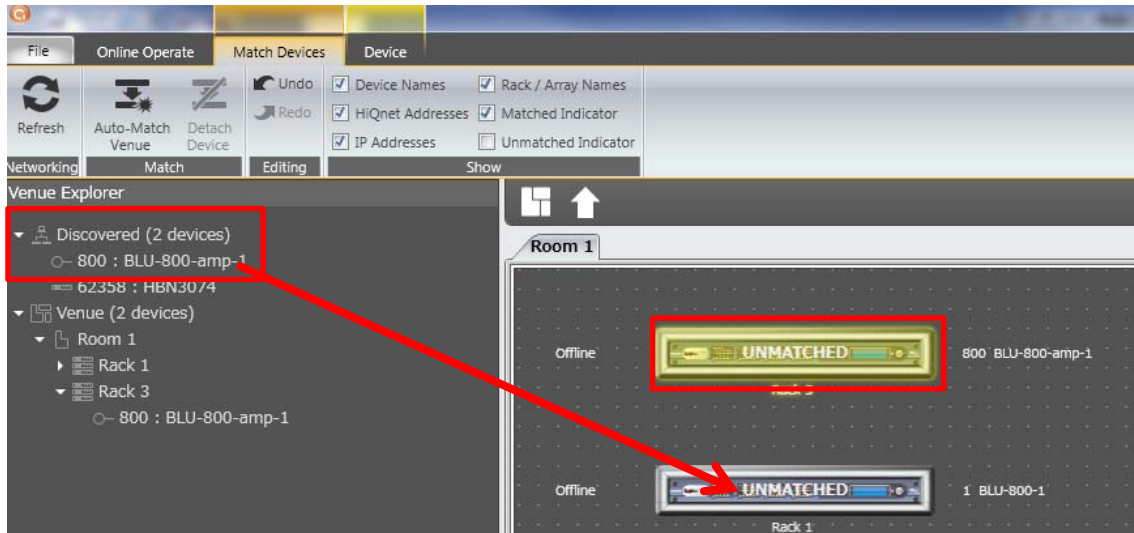 File Online Operate Match Devices Device
Refresh
Auto-Match Venue
Detach Device
Undo
Redo
Device Names
HiQnet Addresses
IP Addresses
Rack / Array Names
Matched Indicator
Unmatched Indicator
Networking Match Editing Show
Venue Explorer
Discovered (2 devices)
800 : BLU-800-amp-1
62358 : HBN3074
Venue (2 devices)
Room 1
Rack 1
Rack 3
800 : BLU-800-amp-1
Room 1
Offline UNMATCHED 800 BLU-800-amp-1
Rack 3
Offline UNMATCHED 1 BLU-800-1
Rack 1